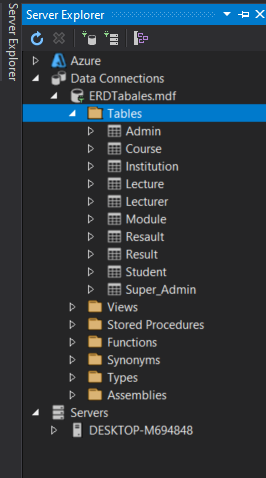 Server Explorer
Server Explorer
Azure
Data Connections
ERDTabales.mdf
Tables
Admin
Course
Institution
Lecture
Lecturer
Module
Resault
Result
Student
Super_Admin
Views
Stored Procedures
Functions
Synonyms
Types
Assemblies
Servers
DESKTOP-M694848